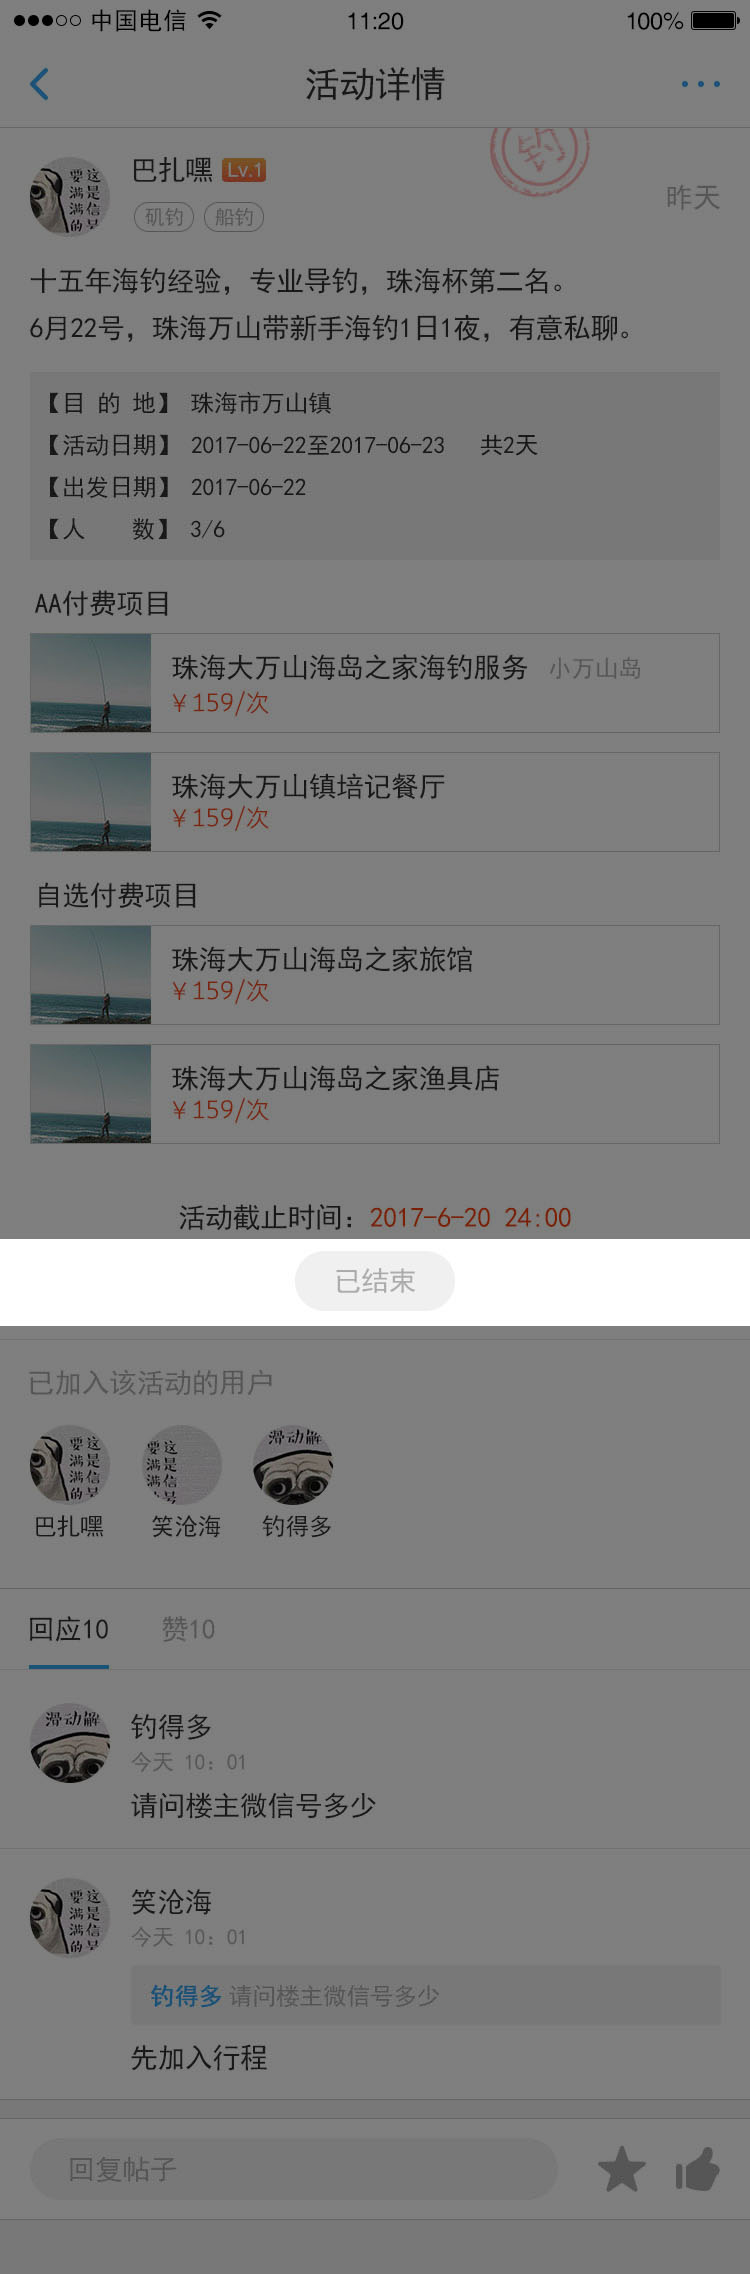 中国电信 11:20 100%
活动详情
钓
巴扎嘿 Lv.1
矶钓 船钓
昨天
十五年海钓经验，专业导钓，珠海杯第二名。
6月22号，珠海万山带新手海钓1日1夜，有意私聊。
【目 的 地】 珠海市万山镇
【活动日期】 2017-06-22至2017-06-23 共2天
【出发日期】 2017-06-22
【人 数】 3/6
AA付费项目
珠海大万山海岛之家海钓服务 小万山岛
￥159/次
珠海大万山镇培记餐厅
￥159/次
自选付费项目
珠海大万山海岛之家旅馆
￥159/次
珠海大万山海岛之家渔具店
￥159/次
活动截止时间：2017-6-20 24:00
已结束
已加入该活动的用户
巴扎嘿 笑沧海 钓得多
回应10 赞10
钓得多
今天 10：01
请问楼主微信号多少
笑沧海
今天 10：01
钓得多 请问楼主微信号多少
先加入行程
回复帖子